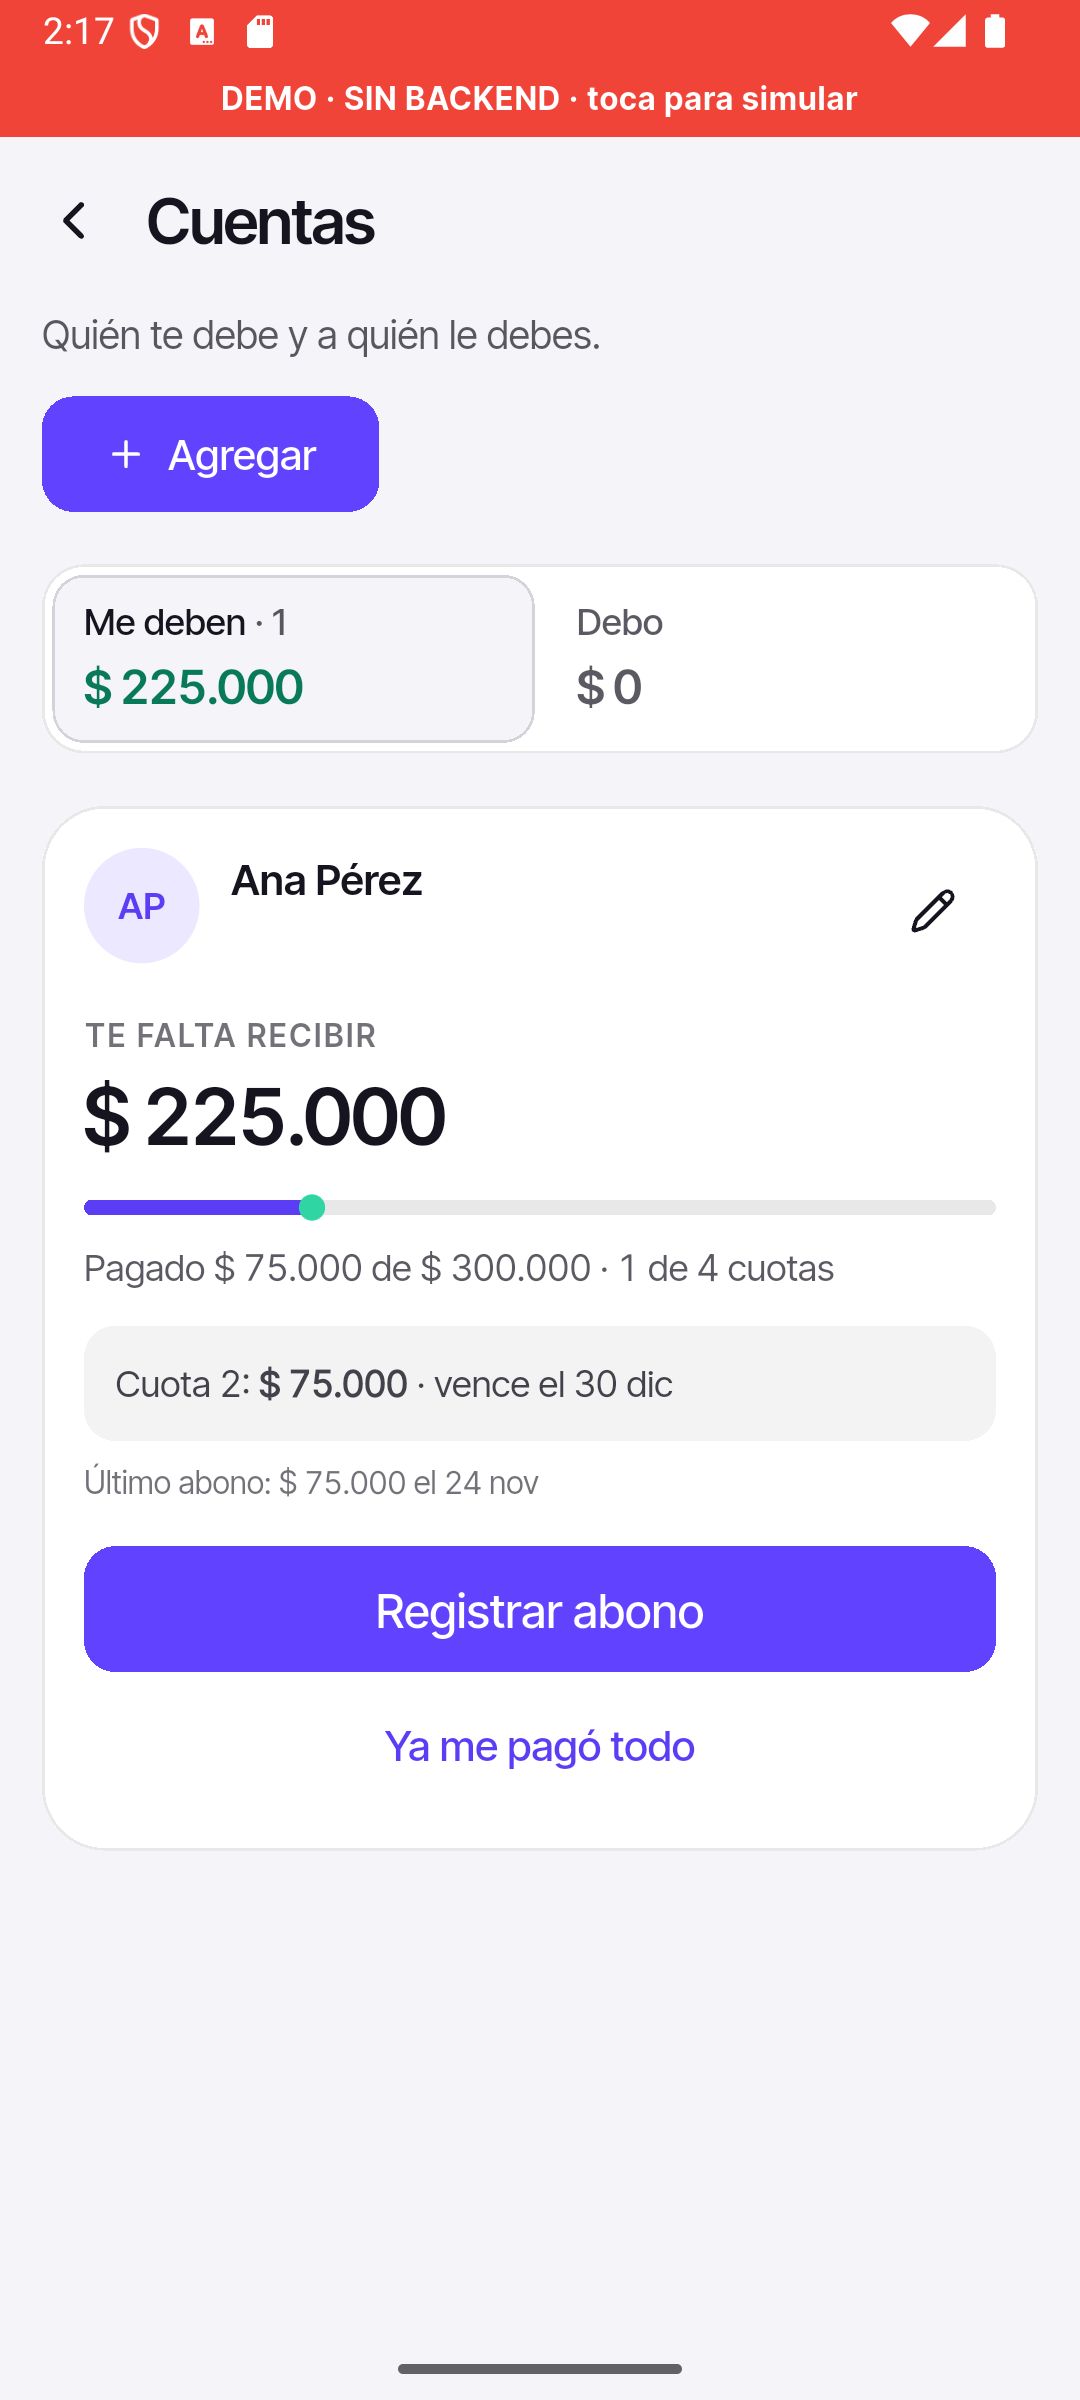 2:17
DEMO · SIN BACKEND · toca para simular
Cuentas
Quién te debe y a quién le debes.
+ Agregar
Me deben · 1
$ 225.000
Debo
$ 0
AP
Ana Pérez
TE FALTA RECIBIR
$ 225.000
Pagado $ 75.000 de $ 300.000 · 1 de 4 cuotas
Cuota 2: $ 75.000 · vence el 30 dic
Último abono: $ 75.000 el 24 nov
Registrar abono
Ya me pagó todo